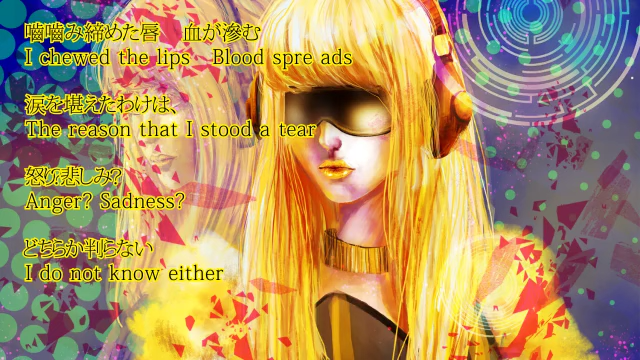 嚙嚙み締めた唇　血が滲む
I chewed the lips　Blood spre ads
涙を堪えたわけは、
The reason that I stood a tear
怒り?悲しみ?
Anger? Sadness?
どちらか判らない
I do not know either